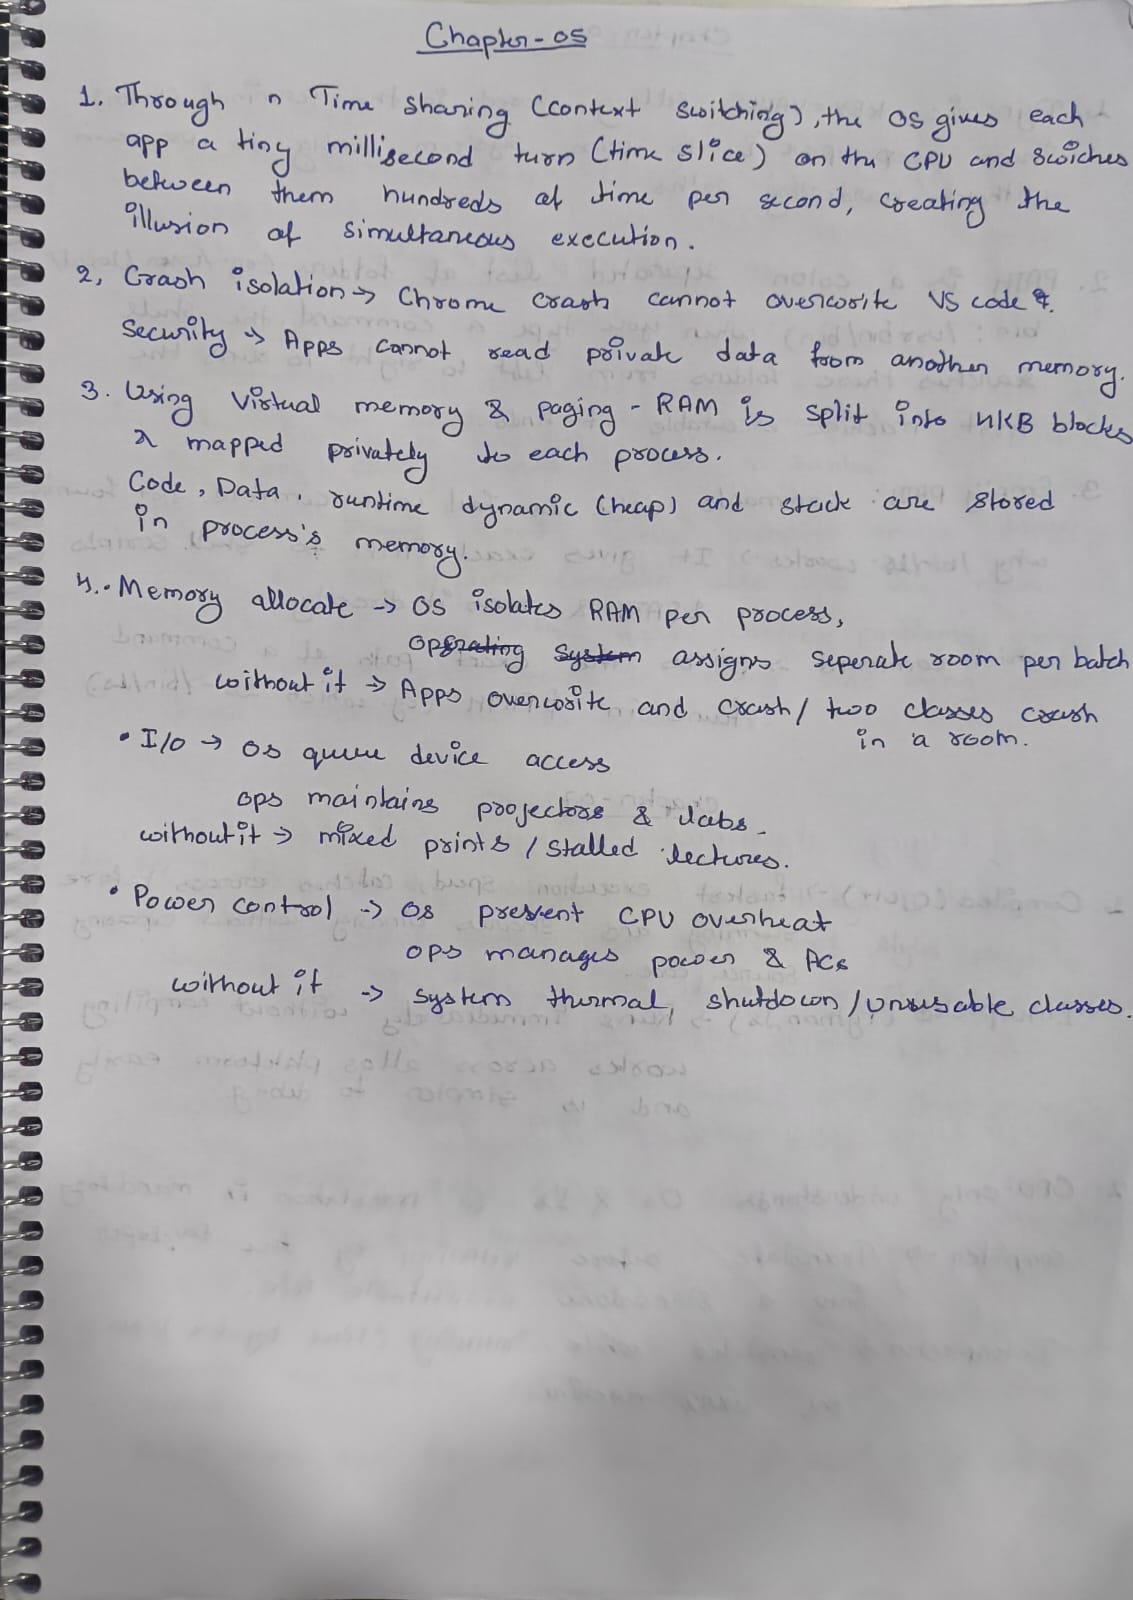 Chapter-05
1. Through n Time sharing (context switching), the OS gives each
app a tiny millisecond turn (time slice) on the CPU and swiches
between them hundreds of time per second, creating the
illusion of simultaneous execution.
2, Crash isolation → Chrome crash cannot overwrite VS code &.
Security → Apps cannot read private data from another memory.
3. Using Virtual memory & paging - RAM is split into 4KB blocks
& mapped privately to each process.
Code, Data, runtime dynamic (heap) and stack are stored
in process's memory.
4. • Memory allocate → OS isolates RAM per process,
operating system assigns seperate room per batch
without it → Apps overwrite and crash / two classes crash
in a room.
• I/O → OS queue device access
ops maintains projectors & labs.
without it → mixed prints / stalled lectures.
• Power control → OS prevent CPU overheat
ops manages power & ACs
without it → system thermal, shutdown / unusable classes.